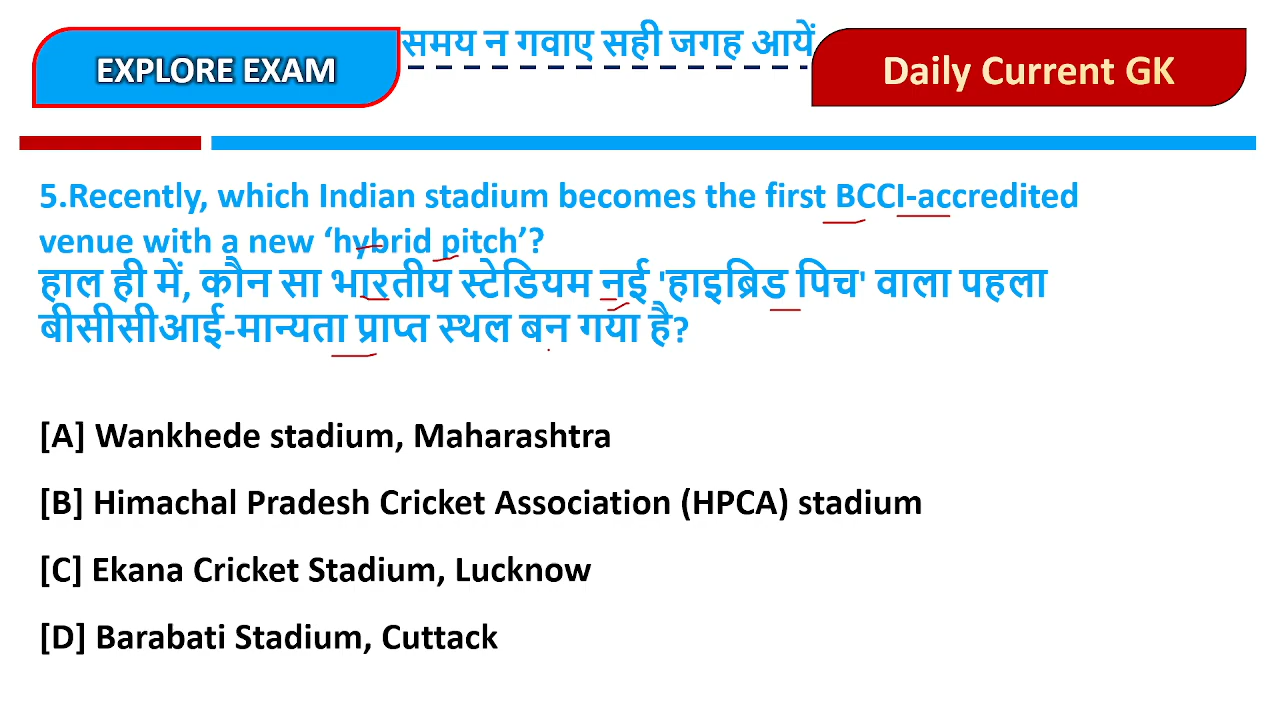 समय न गवाए सही जगह आयें
EXPLORE EXAM
Daily Current GK
5.Recently, which Indian stadium becomes the first BCCI-accredited
venue with a new ‘hybrid pitch’?
हाल ही में, कौन सा भारतीय स्टेडियम नई 'हाइब्रिड पिच' वाला पहला
बीसीसीआई-मान्यता प्राप्त स्थल बन गया है?
[A] Wankhede stadium, Maharashtra
[B] Himachal Pradesh Cricket Association (HPCA) stadium
[C] Ekana Cricket Stadium, Lucknow
[D] Barabati Stadium, Cuttack